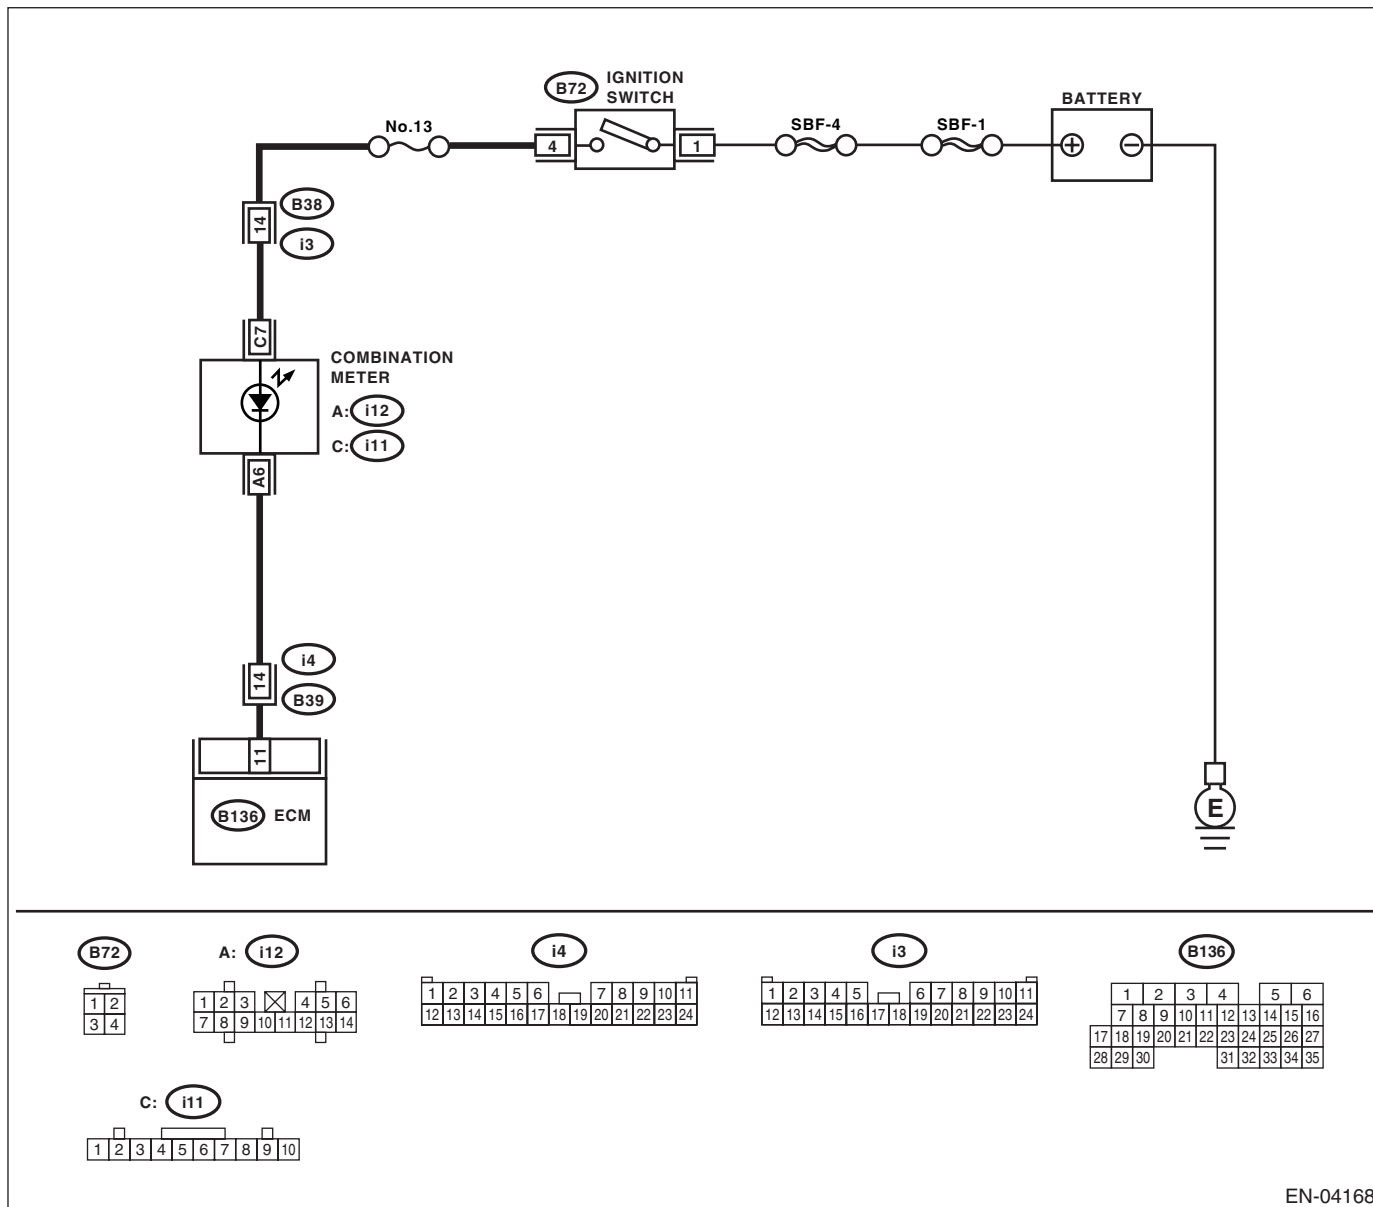 B72
IGNITION
SWITCH
BATTERY
No.13
SBF-4
SBF-1
4
1
14
B38
i3
C7
COMBINATION
METER
A: i12
C: i11
A6
14
i4
B39
11
B136 ECM
E
B72
A: i12
i4
i3
B136
1 2
3 4
1 2 3 4 5 6
7 8 9 10 11 12 13 14
1 2 3 4 5 6 7 8 9 10 11
12 13 14 15 16 17 18 19 20 21 22 23 24
1 2 3 4 5 6 7 8 9 10 11
12 13 14 15 16 17 18 19 20 21 22 23 24
1 2 3 4 5 6
7 8 9 10 11 12 13 14 15 16
17 18 19 20 21 22 23 24 25 26 27
28 29 30 31 32 33 34 35
C: i11
1 2 3 4 5 6 7 8 9 10
EN-04168